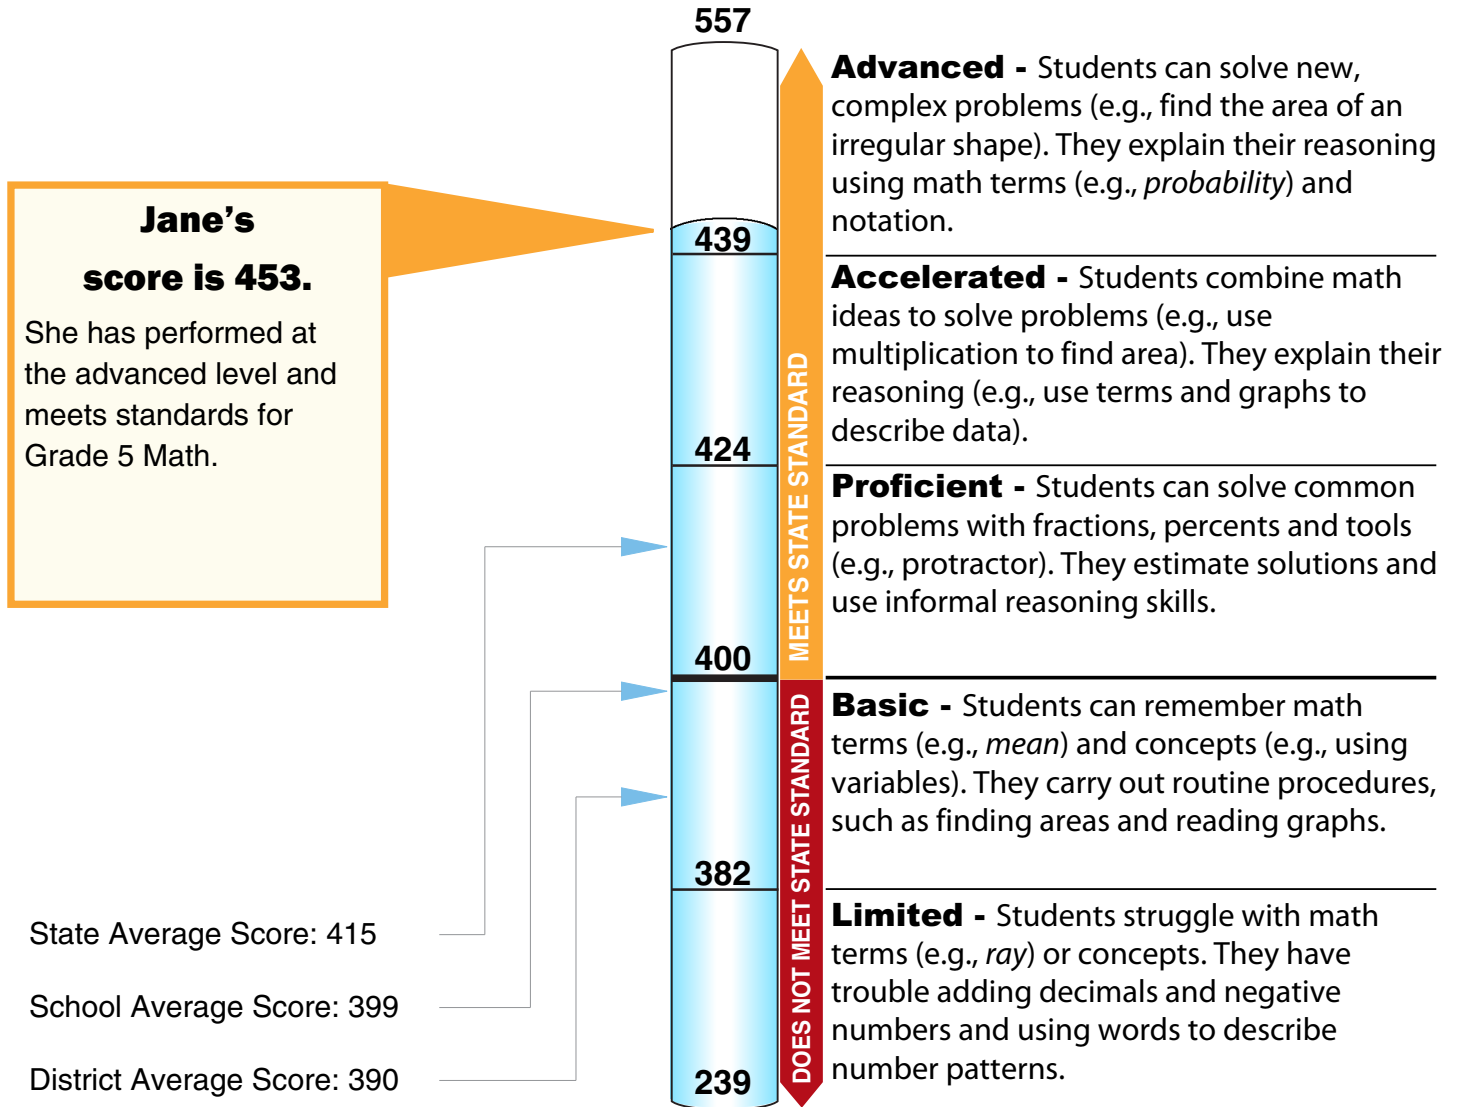 557
Advanced - Students can solve new,
complex problems (e.g., find the area of an
irregular shape). They explain their reasoning
using math terms (e.g., probability) and
notation.
Jane's
score is 453.
She has performed at
the advanced level and
meets standards for
Grade 5 Math.
439
Accelerated - Students combine math
ideas to solve problems (e.g., use
multiplication to find area). They explain their
reasoning (e.g., use terms and graphs to
describe data).
424
MEETS STATE STANDARD
Proficient - Students can solve common
problems with fractions, percents and tools
(e.g., protractor). They estimate solutions and
use informal reasoning skills.
400
Basic - Students can remember math
terms (e.g., mean) and concepts (e.g., using
variables). They carry out routine procedures,
such as finding areas and reading graphs.
382
DOES NOT MEET STATE STANDARD
Limited - Students struggle with math
terms (e.g., ray) or concepts. They have
trouble adding decimals and negative
numbers and using words to describe
number patterns.
239
State Average Score: 415
School Average Score: 399
District Average Score: 390